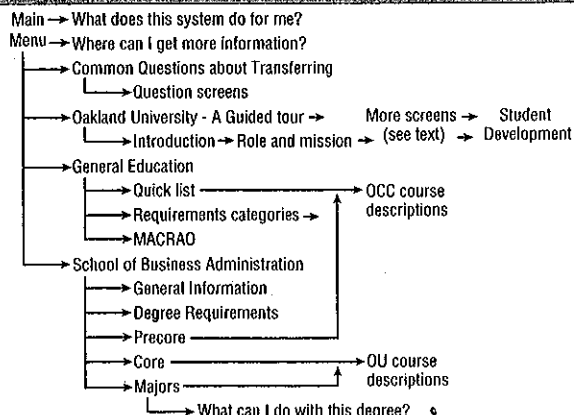 Main → What does this system do for me?
Menu → Where can I get more information?
→ Common Questions about Transferring
→ Question screens
→ Oakland University - A Guided tour → More screens → Student
→ Introduction → Role and mission → (see text) → Development
→ General Education
→ Quick list → OCC course
→ Requirements categories → descriptions
→ MACRAO
→ School of Business Administration
→ General Information
→ Degree Requirements
→ Precore
→ Core → OU course
→ Majors descriptions
→ What can I do with this degree?